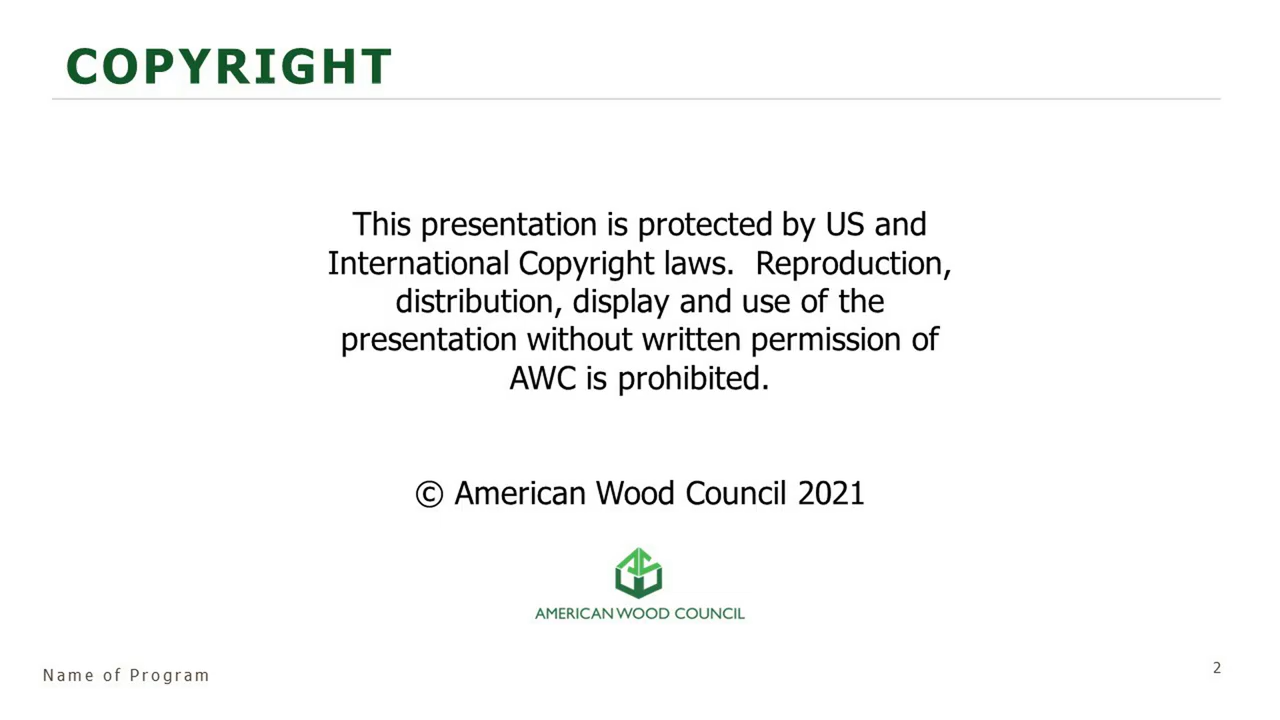 COPYRIGHT
This presentation is protected by US and
International Copyright laws.  Reproduction,
distribution, display and use of the
presentation without written permission of
AWC is prohibited.
© American Wood Council 2021
AMERICAN WOOD COUNCIL
Name of Program
2